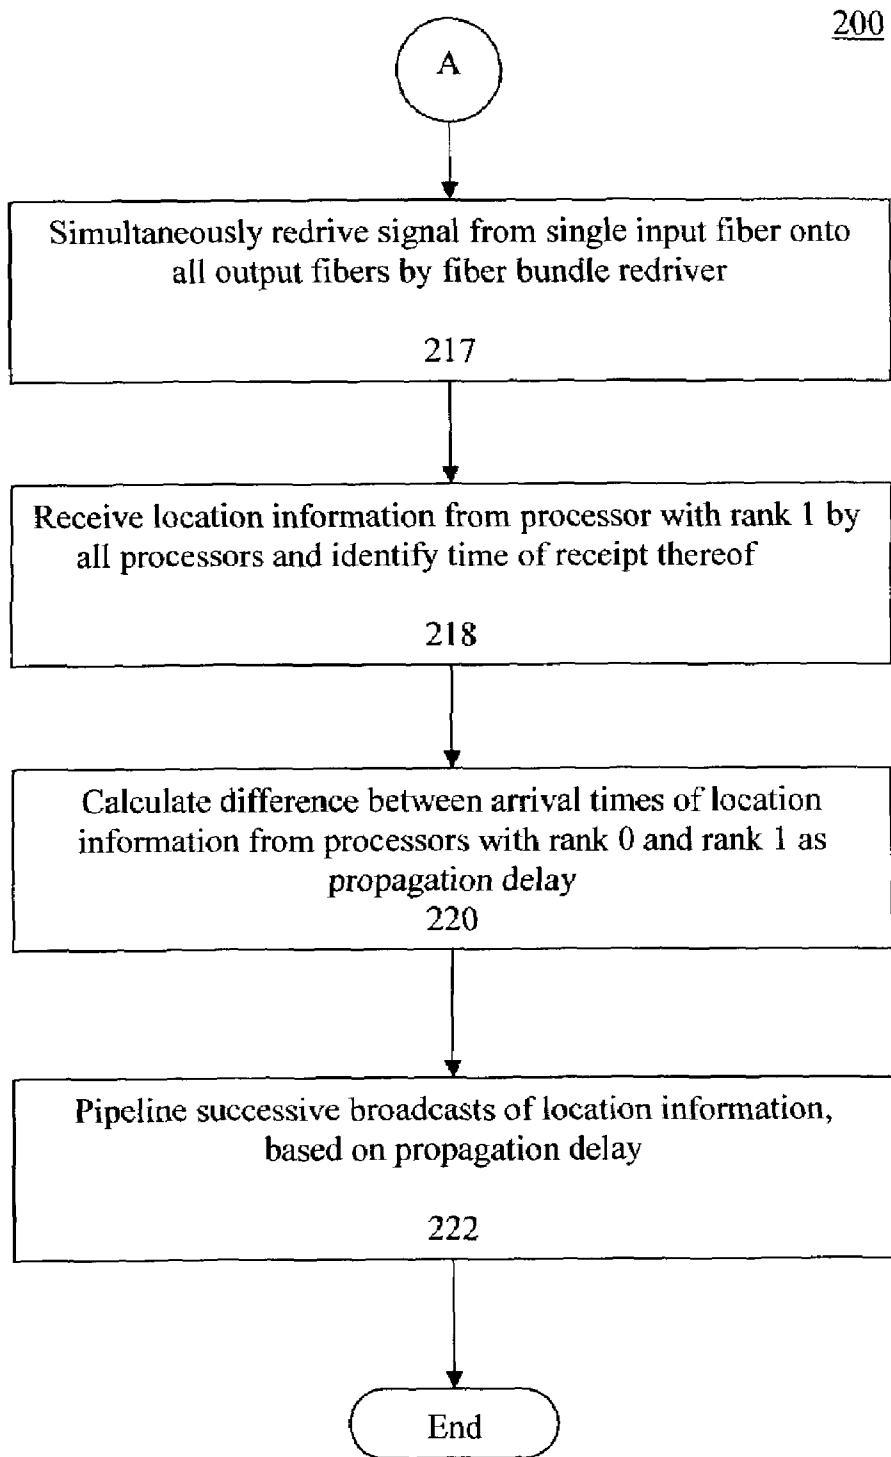 200
A
Simultaneously redrive signal from single input fiber onto
all output fibers by fiber bundle redriver
217
Receive location information from processor with rank 1 by
all processors and identify time of receipt thereof
218
Calculate difference between arrival times of location
information from processors with rank 0 and rank 1 as
propagation delay
220
Pipeline successive broadcasts of location information,
based on propagation delay
222
End